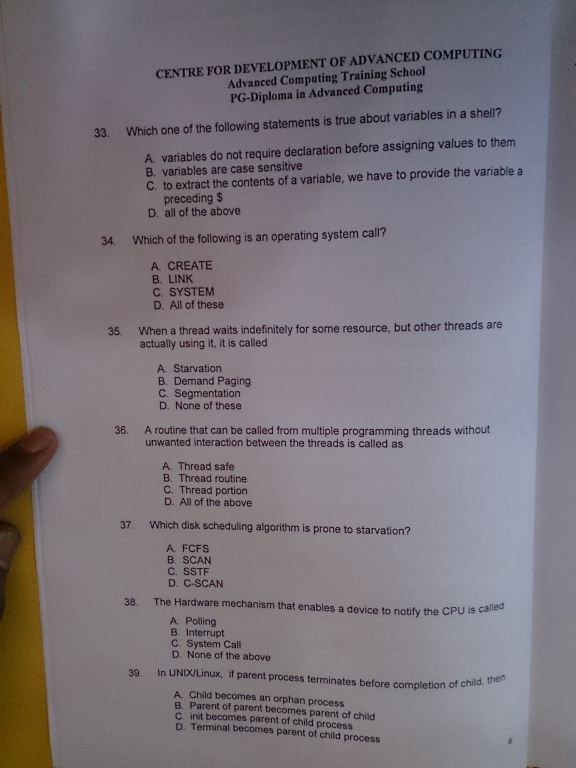 CENTRE FOR DEVELOPMENT OF ADVANCED COMPUTING
Advanced Computing Training School
PG-Diploma in Advanced Computing
33. Which one of the following statements is true about variables in a shell?
A. variables do not require declaration before assigning values to them
B. variables are case sensitive
C. to extract the contents of a variable, we have to provide the variable a
preceding $
D. all of the above
34. Which of the following is an operating system call?
A. CREATE
B. LINK
C. SYSTEM
D. All of these
35. When a thread waits indefinitely for some resource, but other threads are
actually using it, it is called
A. Starvation
B. Demand Paging
C. Segmentation
D. None of these
36. A routine that can be called from multiple programming threads without
unwanted interaction between the threads is called as
A. Thread safe
B. Thread routine
C. Thread portion
D. All of the above
37. Which disk scheduling algorithm is prone to starvation?
A. FCFS
B. SCAN
C. SSTF
D. C-SCAN
38. The Hardware mechanism that enables a device to notify the CPU is called
A. Polling
B. Interrupt
C. System Call
D. None of the above
39. In UNIX/Linux, if parent process terminates before completion of child, then
A. Child becomes an orphan process
B. Parent of parent becomes parent of child
C. init becomes parent of child process
D. Terminal becomes parent of child process
6